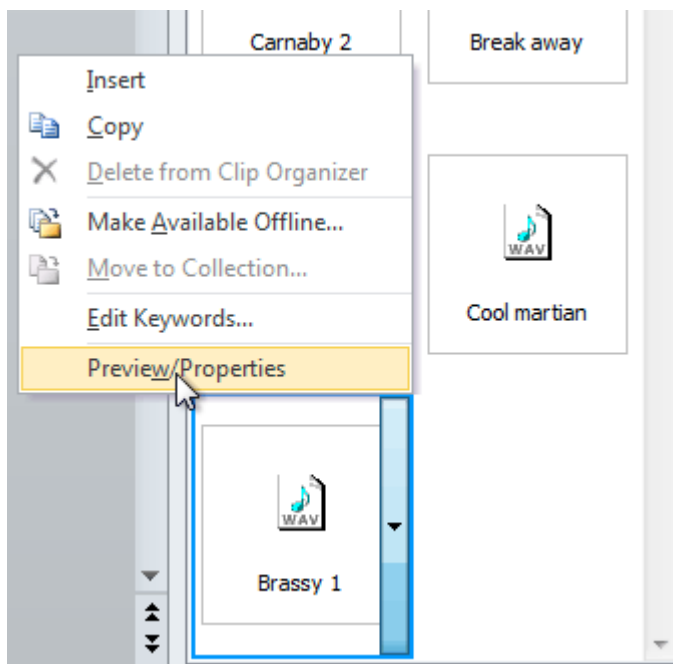 Carnaby 2
Break away
Insert
Copy
Delete from Clip Organizer
Make Available Offline...
Move to Collection...
Edit Keywords...
Preview/Properties
WAV
Cool martian
WAV
Brassy 1